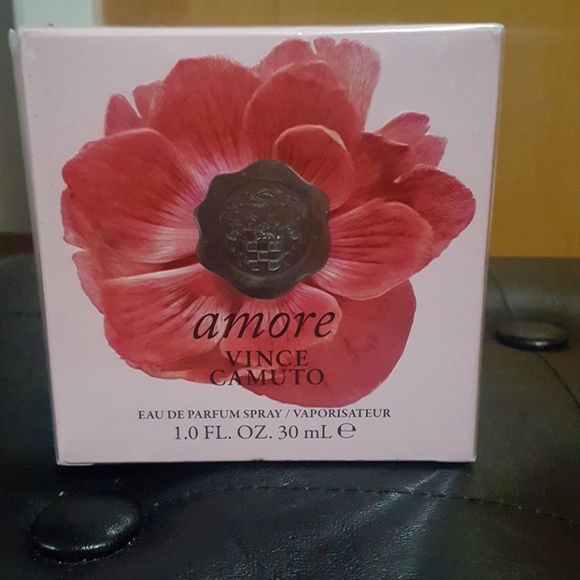 amore
VINCE
CAMUTO
EAU DE PARFUM SPRAY / VAPORISATEUR
1.0 FL. OZ. 30 mL ℮